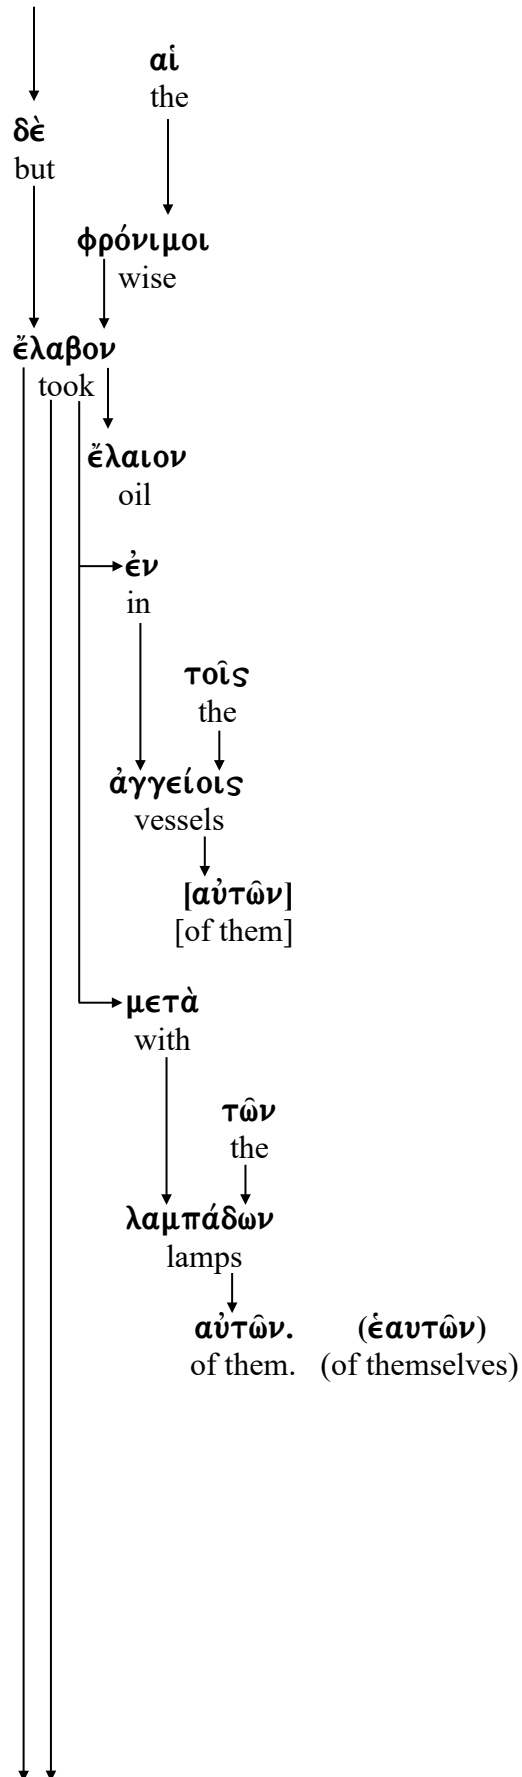 αἱ
the
δὲ
but
φρόνιμοι
wise
ἔλαβον
took
ἔλαιον
oil
ἐν
in
τοῖς
the
ἀγγείοις
vessels
[αὐτῶν]
[of them]
μετὰ
with
τῶν
the
λαμπάδων
lamps
αὐτῶν. (ἑαυτῶν)
of them. (of themselves)